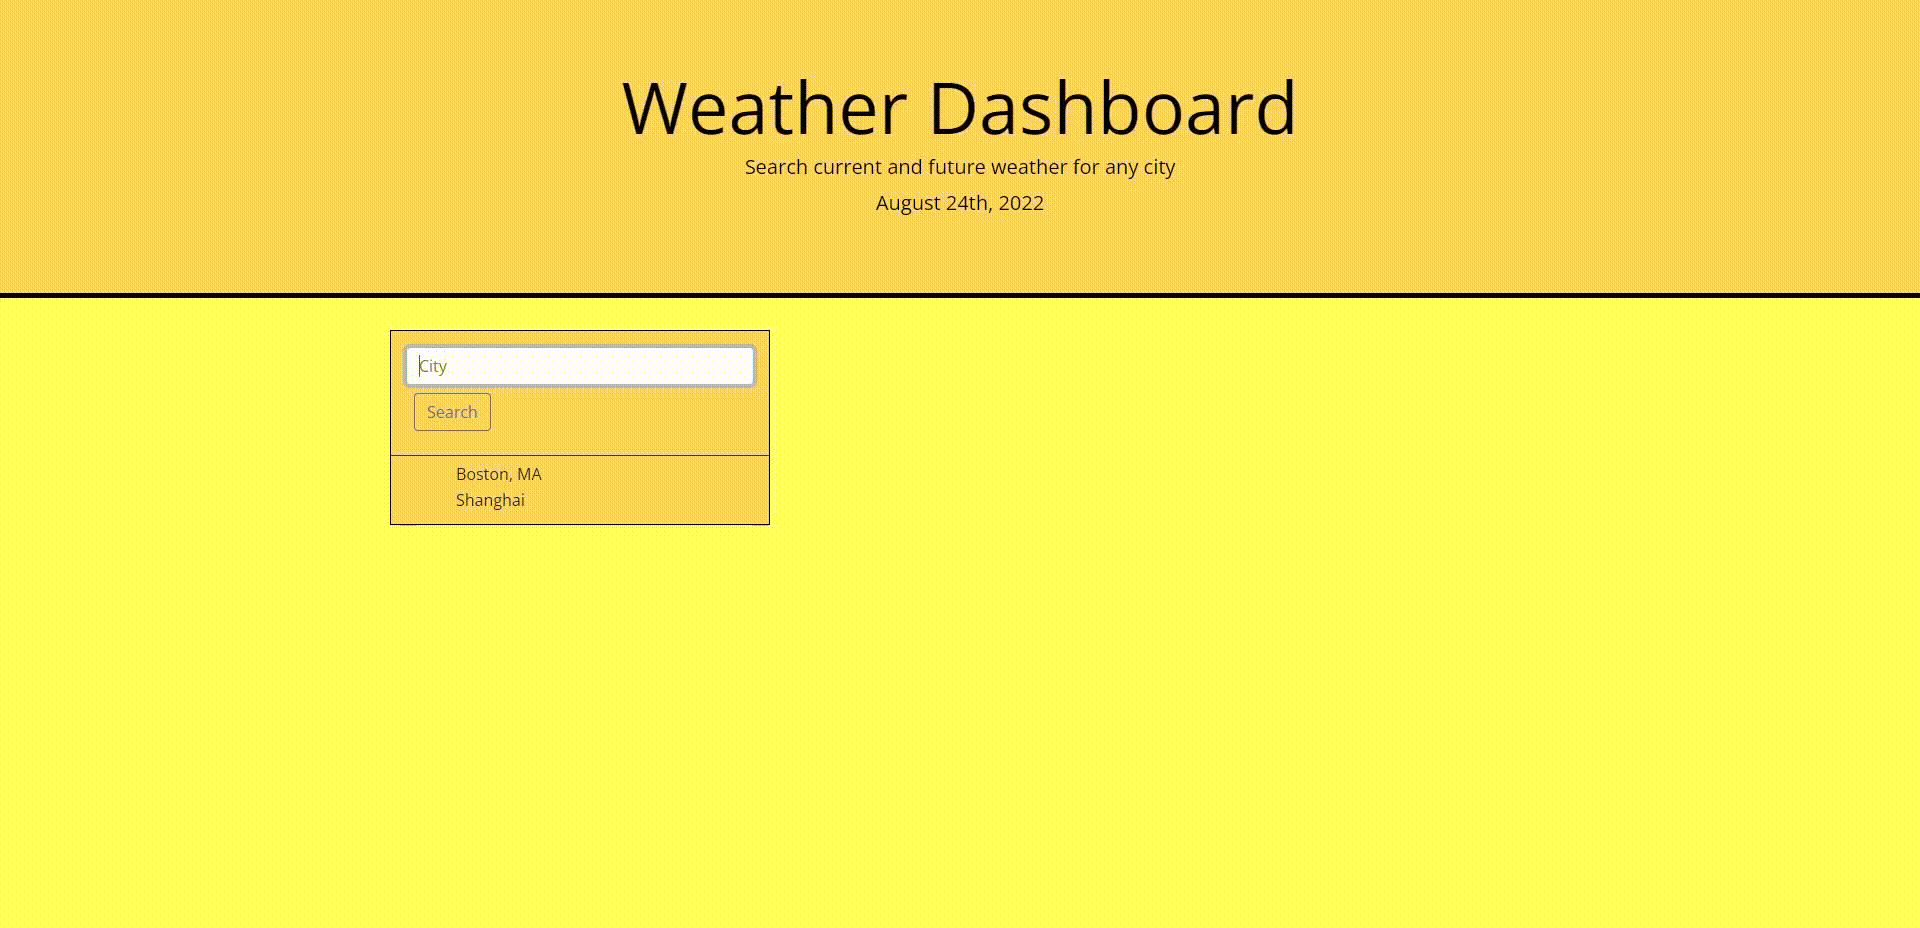 Weather Dashboard
Search current and future weather for any city
August 24th, 2022
City
Search
Boston, MA
Shanghai